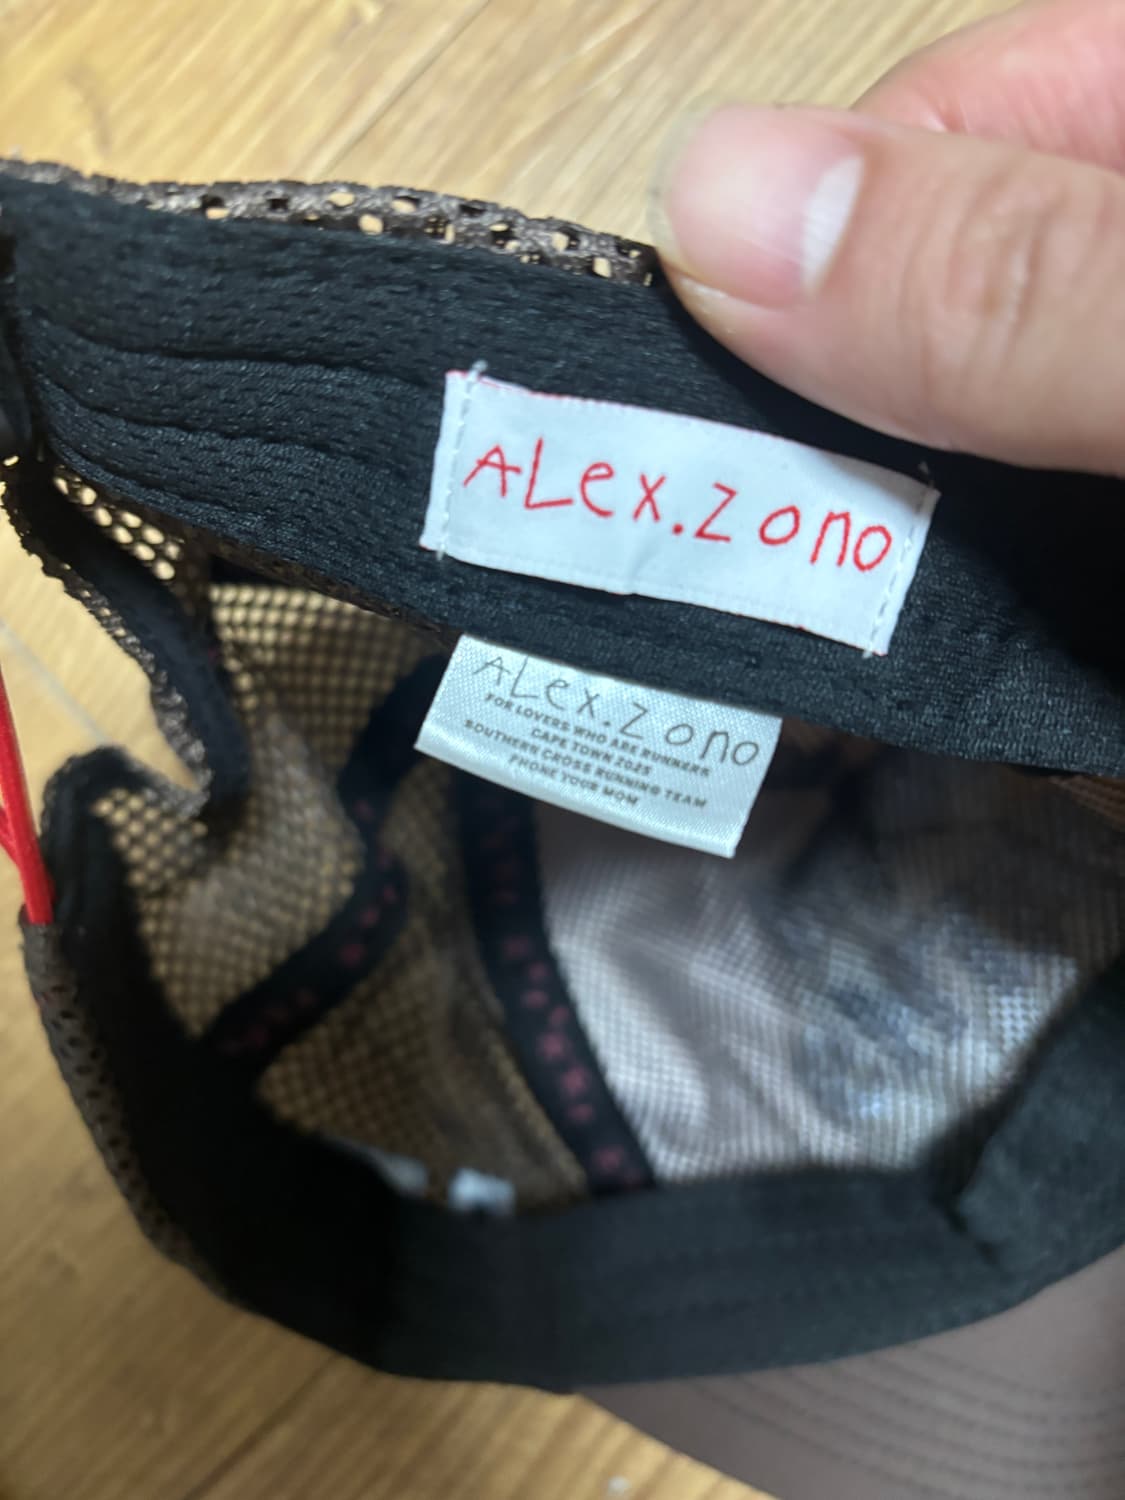 ALex.zono
ALex.zono
FOR LOVERS WHO ARE RUNNERS
CAPE TOWN 2025
SOUTHERN CROSS RUNNING TEAM
PHONE YOUR MOM